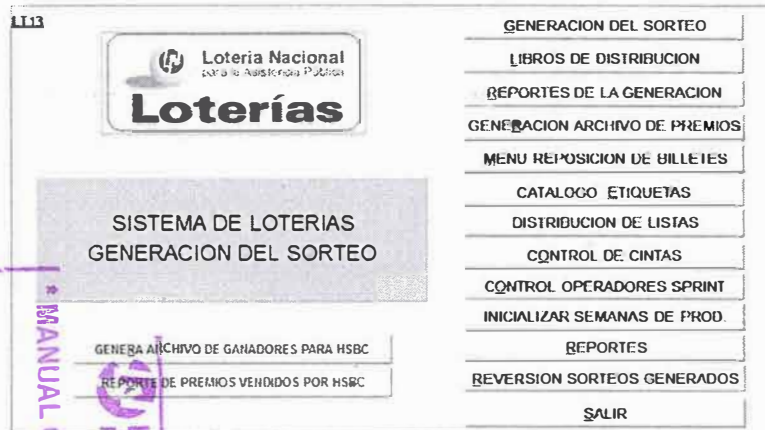 LI13
Lotería Nacional
para la Asistencia Pública
Loterías
SISTEMA DE LOTERIAS
GENERACION DEL SORTEO
GENERA ARCHIVO DE GANADORES PARA HSBC
REPORTE DE PREMIOS VENDIDOS POR HSBC
GENERACION DEL SORTEO
LIBROS DE DISTRIBUCION
REPORTES DE LA GENERACION
GENERACION ARCHIVO DE PREMIOS
MENU REPOSICION DE BILLETES
CATALOGO ETIQUETAS
DISTRIBUCION DE LISTAS
CONTROL DE CINTAS
CONTROL OPERADORES SPRINT
INICIALIZAR SEMANAS DE PROD.
REPORTES
REVERSION SORTEOS GENERADOS
SALIR
MANUAL